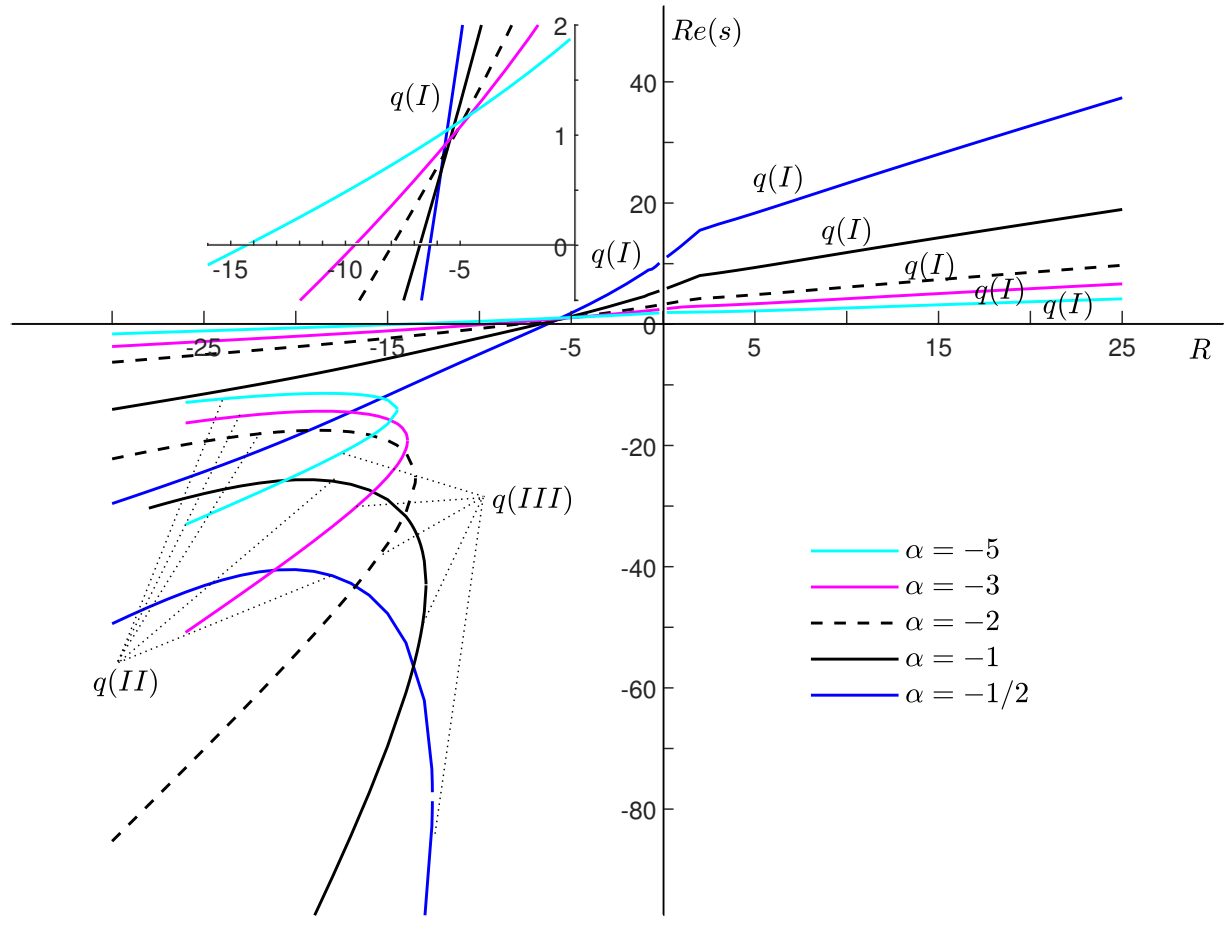 2
Re(s)
40
q(I)
1
q(I)
20
q(I)
0
q(I)
q(I)
-15
-10
-5
q(I)
q(I)
0
-25
-15
-5
5
15
25
R
-20
q(III)
-40
α = −5
α = −3
α = −2
α = −1
α = −1/2
q(II)
-60
-80